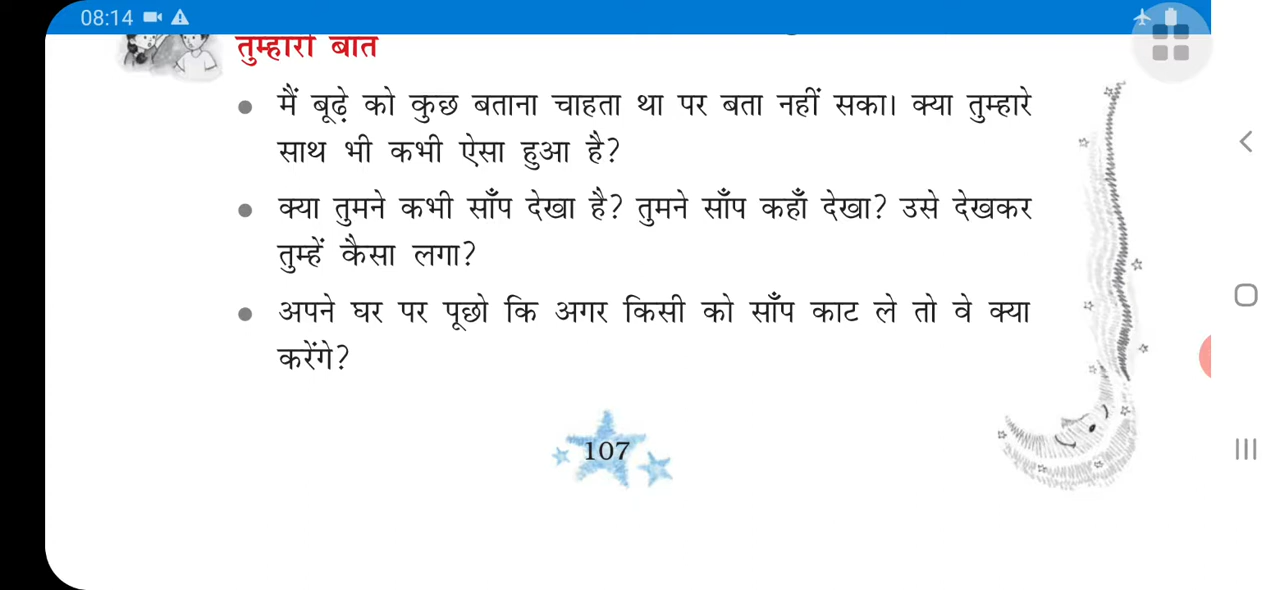 08:14
तुम्हारी बात
मैं बूढ़े को कुछ बताना चाहता था पर बता नहीं सका। क्या तुम्हारे
साथ भी कभी ऐसा हुआ है?
क्या तुमने कभी साँप देखा है? तुमने साँप कहाँ देखा? उसे देखकर
तुम्हें कैसा लगा?
अपने घर पर पूछो कि अगर किसी को साँप काट ले तो वे क्या
करेंगे?
107